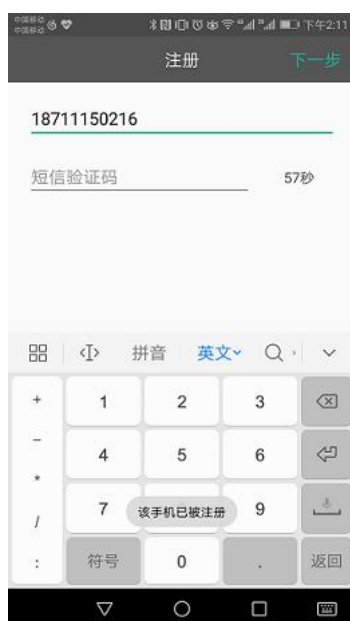 中国移动
中国移动
下午2:11
注册
下一步
18711150216
短信验证码
57秒
拼音
英文
+
1
2
3
-
4
5
6
*
/
7
9
该手机已被注册
:
符号
0
.
返回